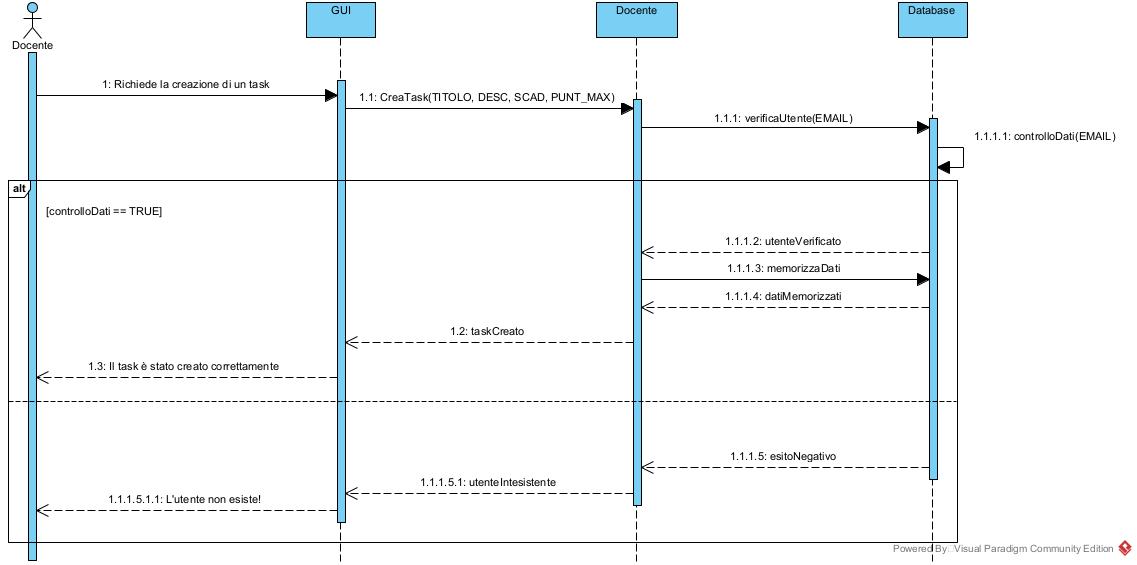 GUI
Docente
Database
Docente
1: Richiede la creazione di un task
1.1: CreaTask(TITOLO, DESC, SCAD, PUNT_MAX)
1.1.1: verificaUtente(EMAIL)
1.1.1.1: controlloDati(EMAIL)
alt
[controlloDati == TRUE]
1.1.1.2: utenteVerificato
1.1.1.3: memorizzaDati
1.1.1.4: datiMemorizzati
1.2: taskCreato
1.3: Il task è stato creato correttamente
1.1.1.5: esitoNegativo
1.1.1.5.1: utenteIntesistente
1.1.1.5.1.1: L'utente non esiste!
Powered By: Visual Paradigm Community Edition